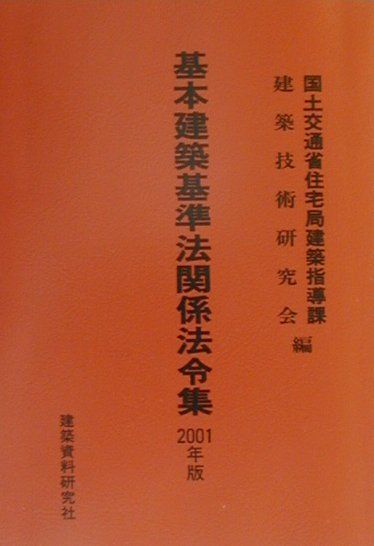 国土交通省住宅局建築指導課
建築技術研究会
編
基本建築基準法関係法令集
2001年版
建築資料研究社